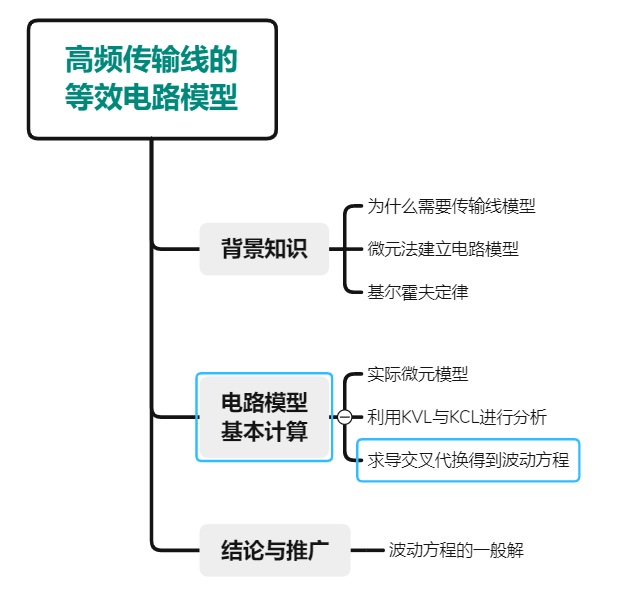 高频传输线的
等效电路模型
背景知识
为什么需要传输线模型
微元法建立电路模型
基尔霍夫定律
电路模型
基本计算
实际微元模型
利用KVL与KCL进行分析
求导交叉代换得到波动方程
结论与推广
波动方程的一般解